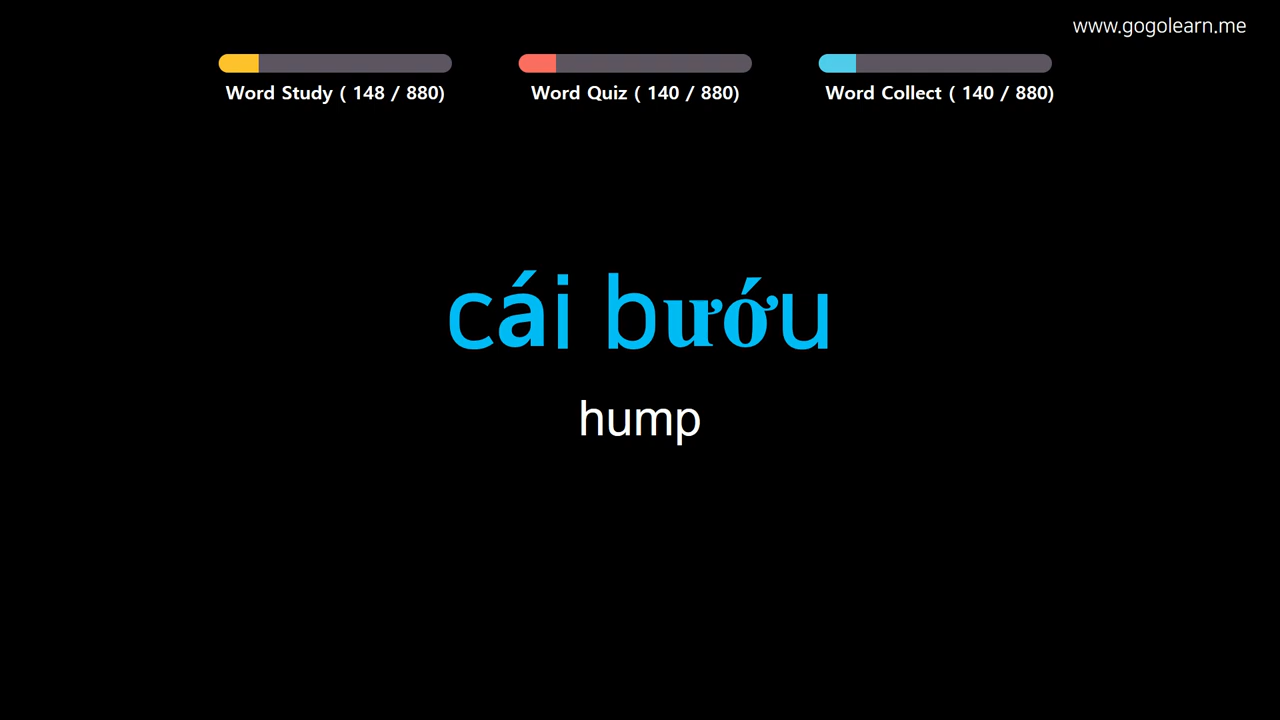 www.gogolearn.me
Word Study ( 148 / 880)
Word Quiz ( 140 / 880)
Word Collect ( 140 / 880)
cái bướu
hump